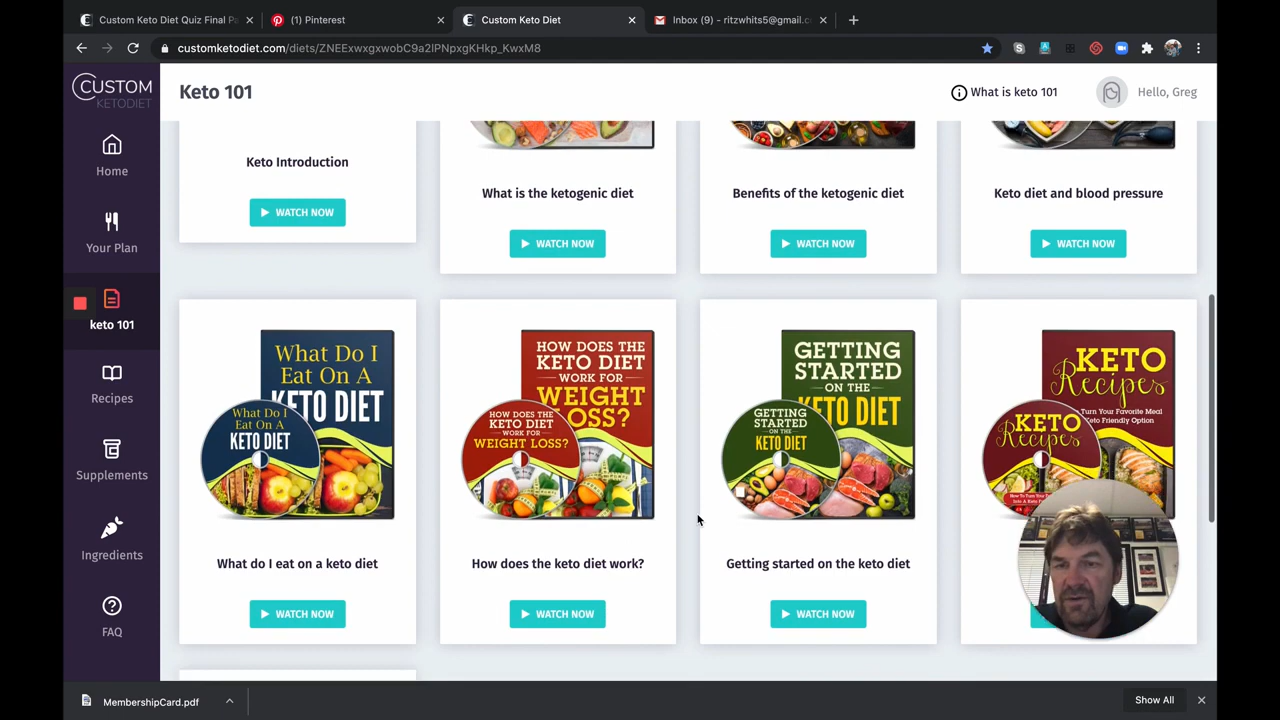 Custom Keto Diet Quiz Final Pa
(1) Pinterest
Custom Keto Diet
Inbox (9) - ritzwhits5@gmail.c
customketodiet.com/diets/ZNEExwxgxwobC9a2lPNpxgKHkp_KwxM8
CUSTOM
KETODIET
Keto 101
What is keto 101
Hello, Greg
Home
Your Plan
keto 101
Recipes
Supplements
Ingredients
FAQ
Keto Introduction
WATCH NOW
What is the ketogenic diet
WATCH NOW
Benefits of the ketogenic diet
WATCH NOW
Keto diet and blood pressure
WATCH NOW
What Do I
Eat On A
KETO DIET
What Do I
Eat On A
KETO DIET
What do I eat on a keto diet
WATCH NOW
HOW DOES THE
KETO DIET
WORK FOR
WEIGHT
LOSS?
HOW DOES THE
KETO DIET
WORK FOR
WEIGHT LOSS?
How does the keto diet work?
WATCH NOW
GETTING
STARTED
ON THE
KETO DIET
GETTING
STARTED
ON THE
KETO DIET
Getting started on the keto diet
WATCH NOW
KETO
Recipes
Turn Your Favorite Meal
Keto Friendly Option
KETO
Recipes
MembershipCard.pdf
Show All